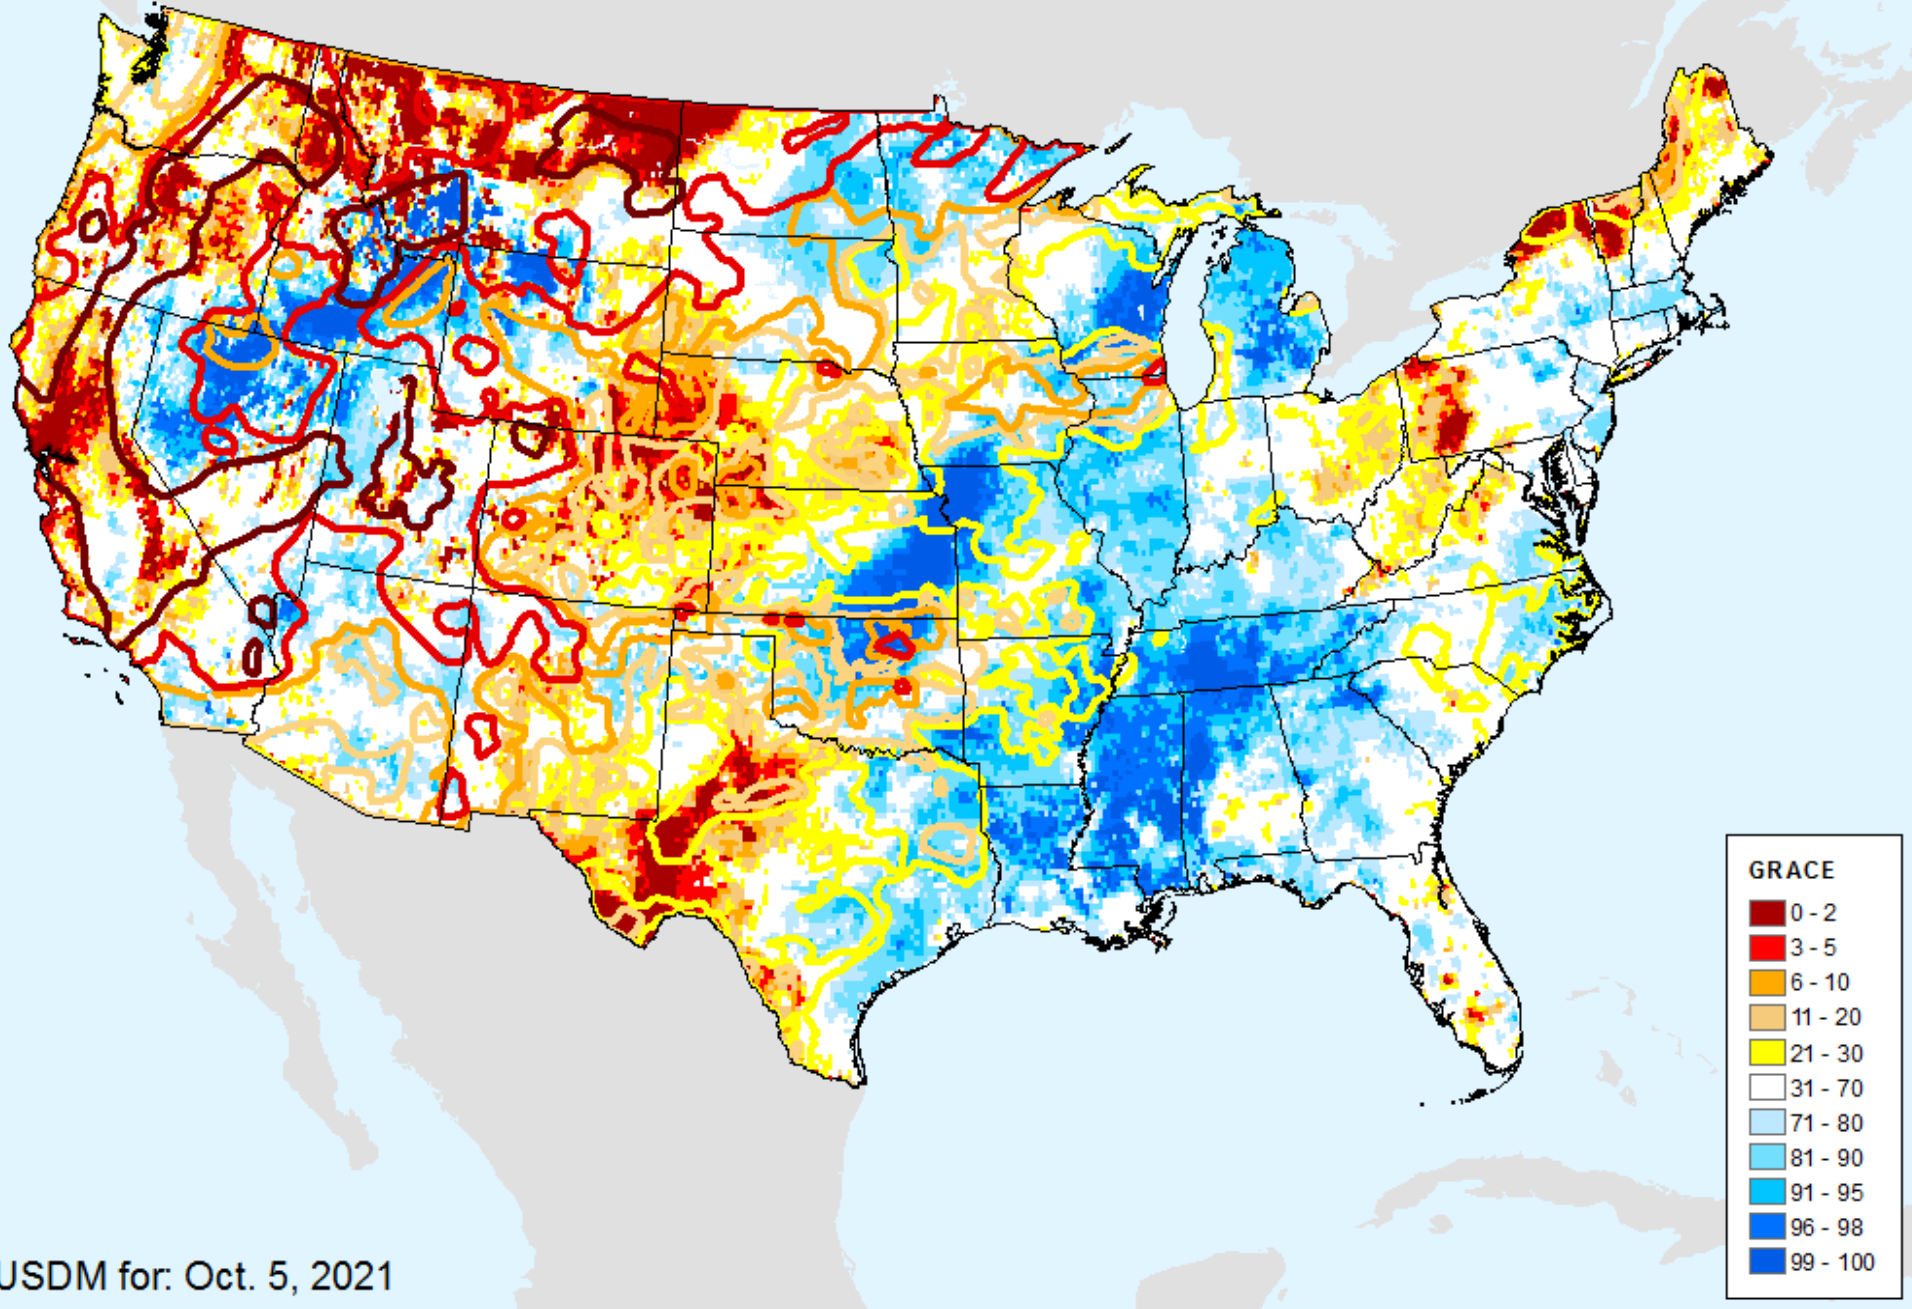 GRACE
0 - 2
3 - 5
6 - 10
11 - 20
21 - 30
31 - 70
71 - 80
81 - 90
91 - 95
96 - 98
99 - 100
USDM for: Oct. 5, 2021